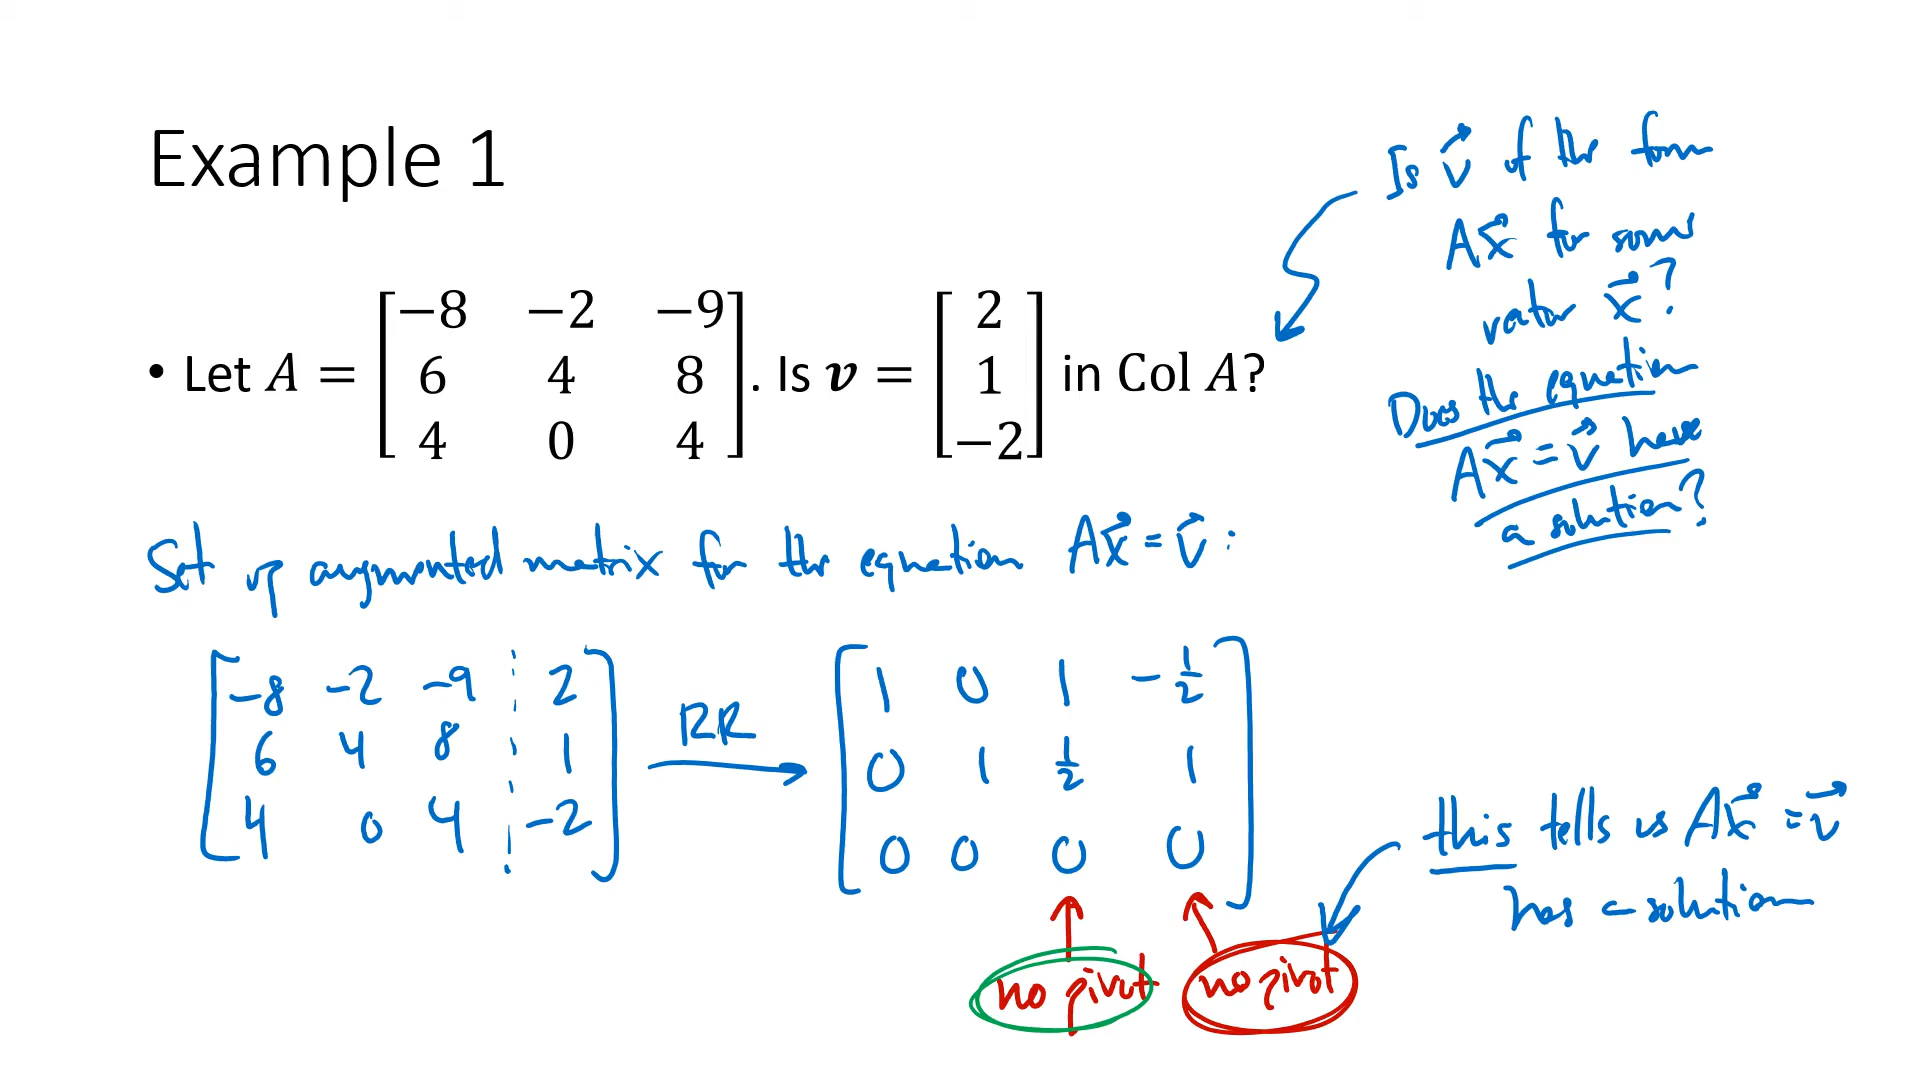 Example 1
Is v⃗ of the form
Ax⃗ for some
vector x⃗?
• Let A = [−8 −2 −9; 6 4 8; 4 0 4]. Is v = [2; 1; −2] in Col A?
Does the equation
Ax⃗ = v⃗ have
a solution?
Set up augmented matrix for the equation Ax⃗ = v⃗ :
-8 -2 -9 2
6 4 8 1
4 0 4 -2
RR
1 0 1 -1/2
0 1 1/2 1
0 0 0 0
this tells us Ax⃗ = v⃗
has a solution
no pivot
no pivot